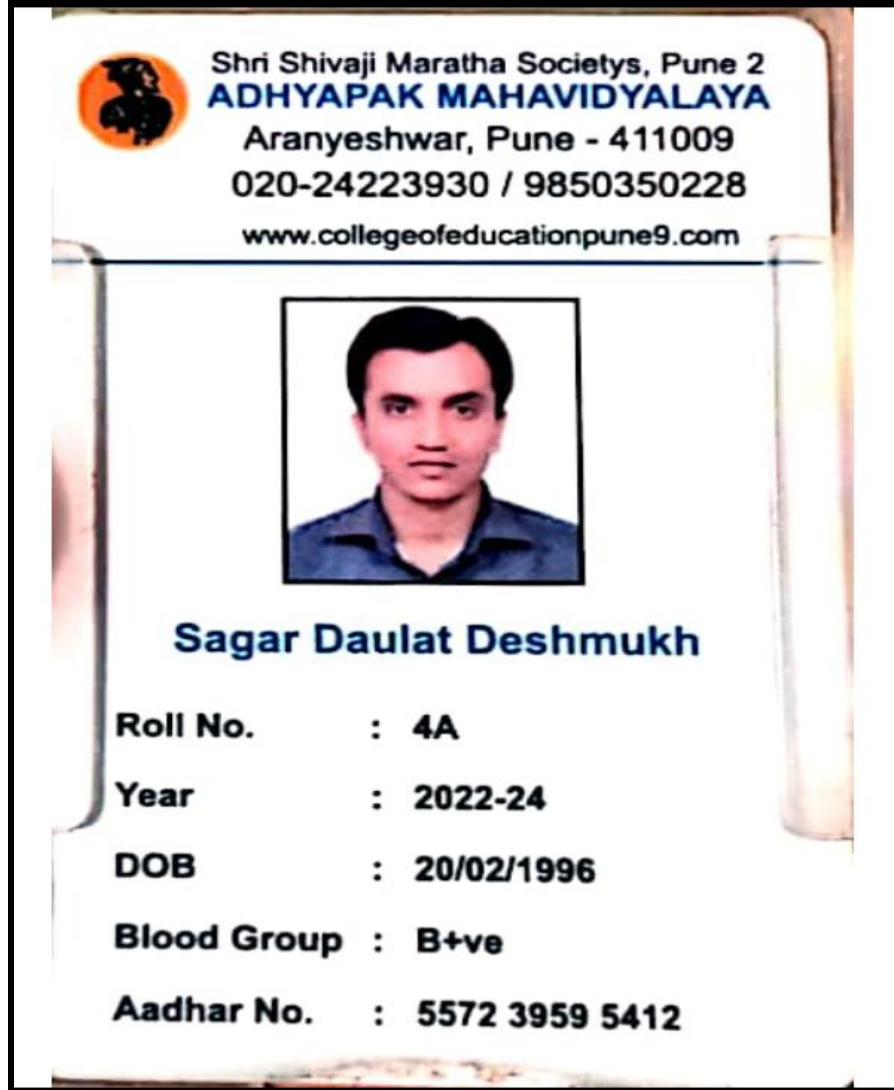 Shri Shivaji Maratha Societys, Pune 2
ADHYAPAK MAHAVIDYALAYA
Aranyeshwar, Pune - 411009
020-24223930 / 9850350228
www.collegeofeducationpune9.com
Sagar Daulat Deshmukh
Roll No. : 4A
Year : 2022-24
DOB : 20/02/1996
Blood Group : B+ve
Aadhar No. : 5572 3959 5412